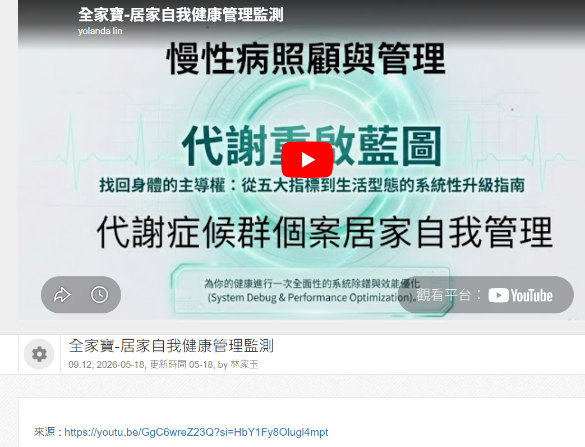 全家寶-居家自我健康管理監測
yolanda lin
慢性病照顧與管理
代謝重啟藍圖
找回身體的主導權：從五大指標到生活型態的系統性升級指南
代謝症候群個案居家自我管理
為你的健康進行一次全面性的系統除錯與效能優化
(System Debug & Performance Optimization)。
觀看平台： YouTube
全家寶-居家自我健康管理監測
09.12, 2026-05-18, 更新時間 05-18, by 林家玉
來源 : https://youtu.be/GgC6wreZ23Q?si=HbY1Fy8Olugl4mpt